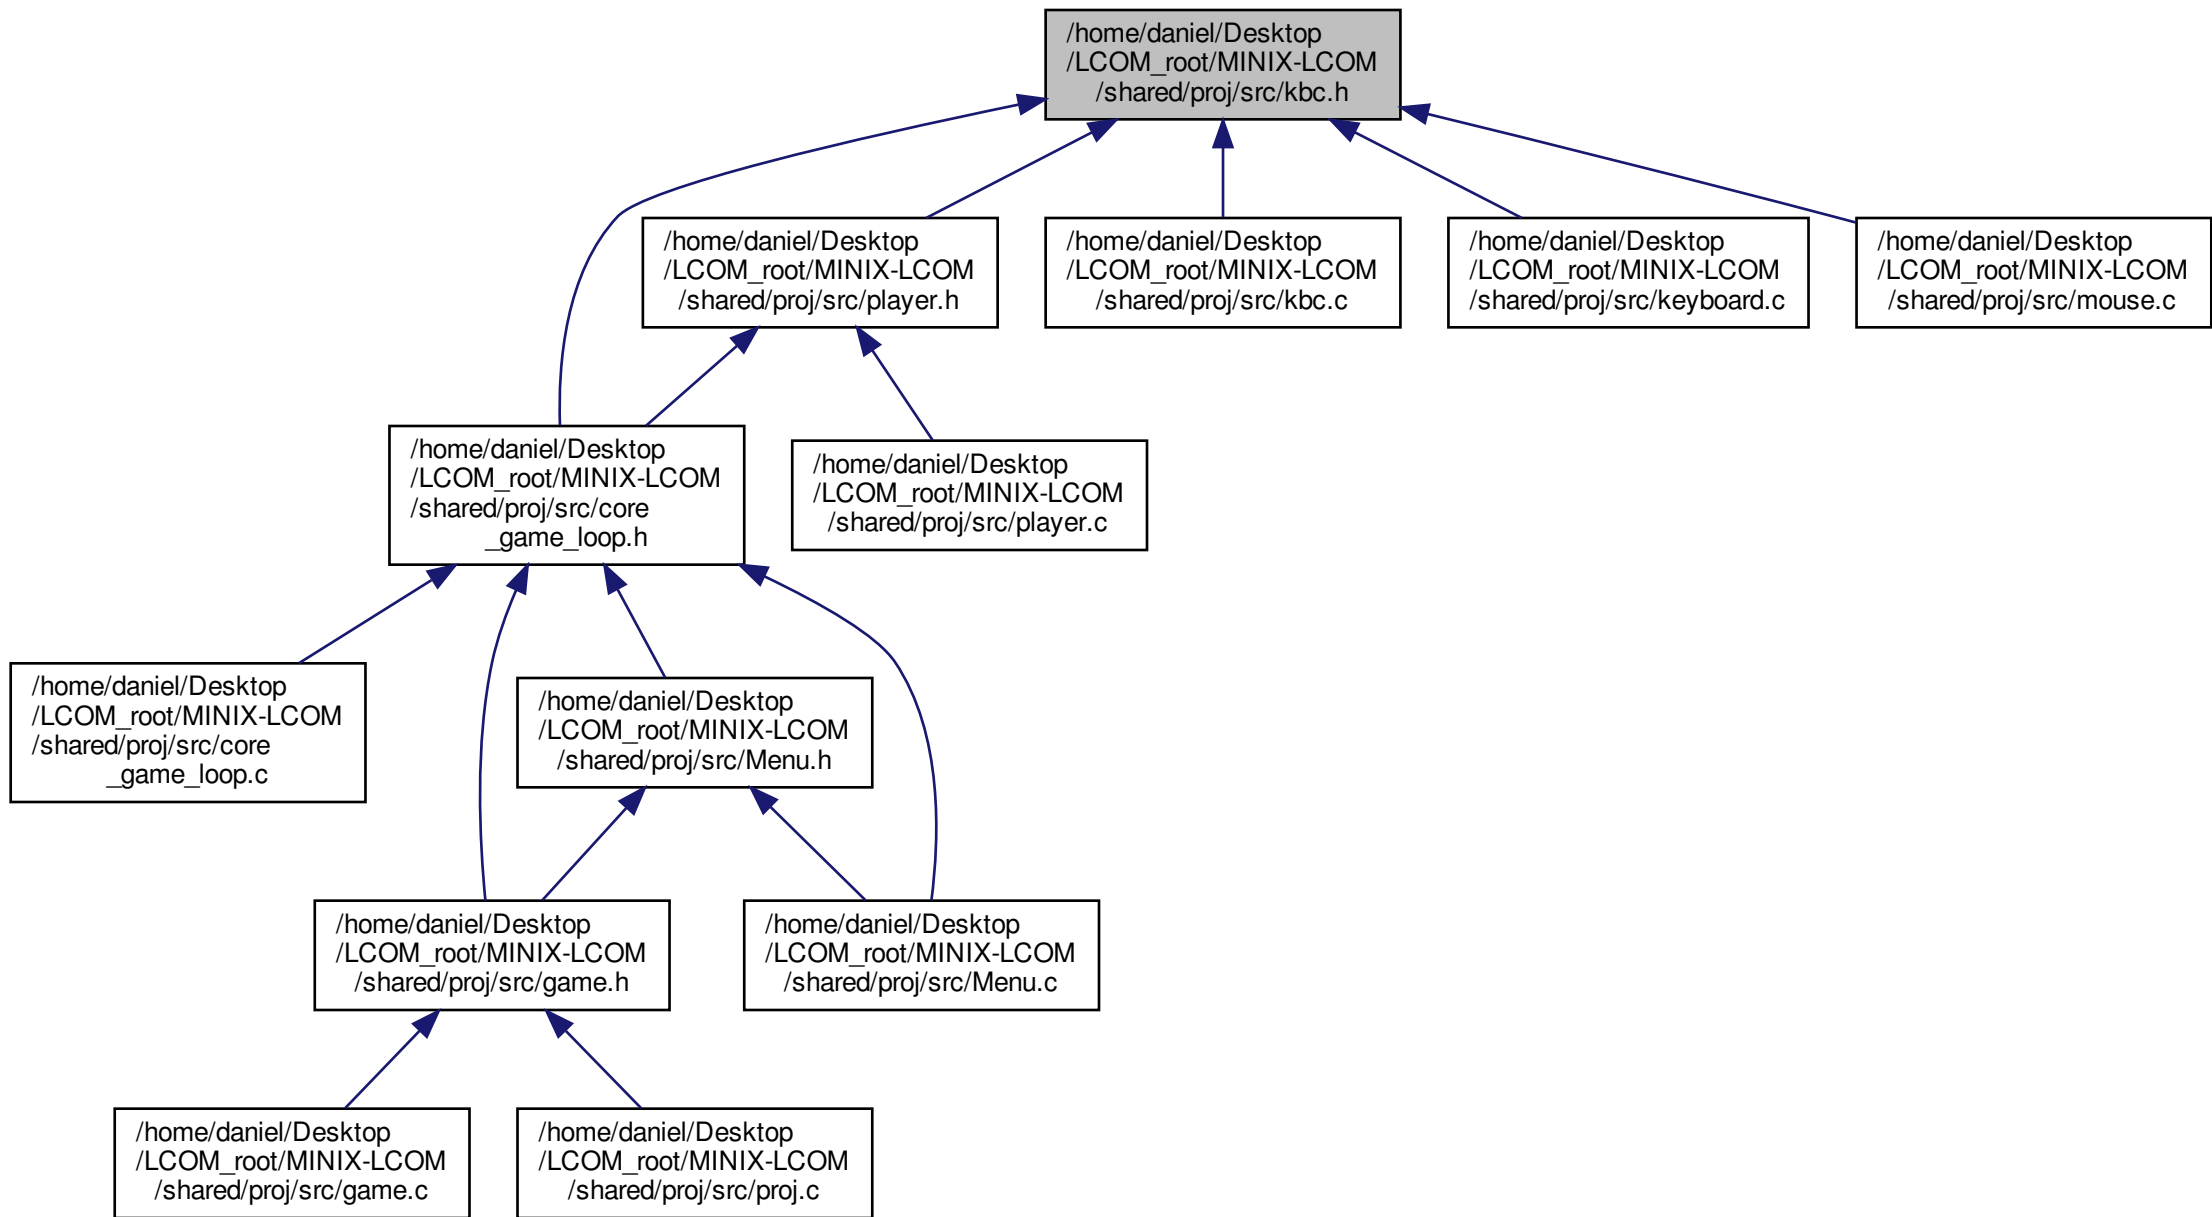 /home/daniel/Desktop
/LCOM_root/MINIX-LCOM
/shared/proj/src/kbc.h
/home/daniel/Desktop
/LCOM_root/MINIX-LCOM
/shared/proj/src/player.h
/home/daniel/Desktop
/LCOM_root/MINIX-LCOM
/shared/proj/src/kbc.c
/home/daniel/Desktop
/LCOM_root/MINIX-LCOM
/shared/proj/src/keyboard.c
/home/daniel/Desktop
/LCOM_root/MINIX-LCOM
/shared/proj/src/mouse.c
/home/daniel/Desktop
/LCOM_root/MINIX-LCOM
/shared/proj/src/core
_game_loop.h
/home/daniel/Desktop
/LCOM_root/MINIX-LCOM
/shared/proj/src/player.c
/home/daniel/Desktop
/LCOM_root/MINIX-LCOM
/shared/proj/src/core
_game_loop.c
/home/daniel/Desktop
/LCOM_root/MINIX-LCOM
/shared/proj/src/Menu.h
/home/daniel/Desktop
/LCOM_root/MINIX-LCOM
/shared/proj/src/game.h
/home/daniel/Desktop
/LCOM_root/MINIX-LCOM
/shared/proj/src/Menu.c
/home/daniel/Desktop
/LCOM_root/MINIX-LCOM
/shared/proj/src/game.c
/home/daniel/Desktop
/LCOM_root/MINIX-LCOM
/shared/proj/src/proj.c